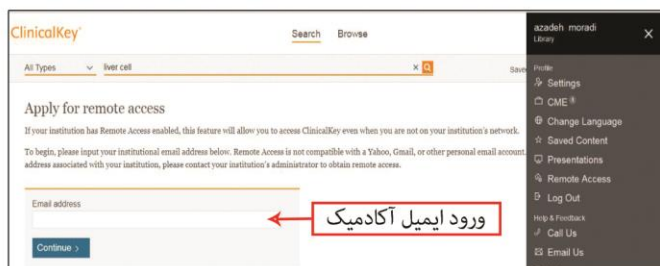 ClinicalKey®
Search Browse
All Types liver cell
Saved
Apply for remote access
If your institution has Remote Access enabled, this feature will allow you to access ClinicalKey even when you are not on your institution's network.
To begin, please input your institutional email address below. Remote Access is not compatible with a Yahoo, Gmail, or other personal email account.
address associated with your institution, please contact your institution's administrator to obtain remote access.
Email address
ورود ایمیل آکادمیک
Continue >
azadeh moradi
Library
Profile
Settings
CME
Change Language
Saved Content
Presentations
Remote Access
Log Out
Help & Feedback
Call Us
Email Us